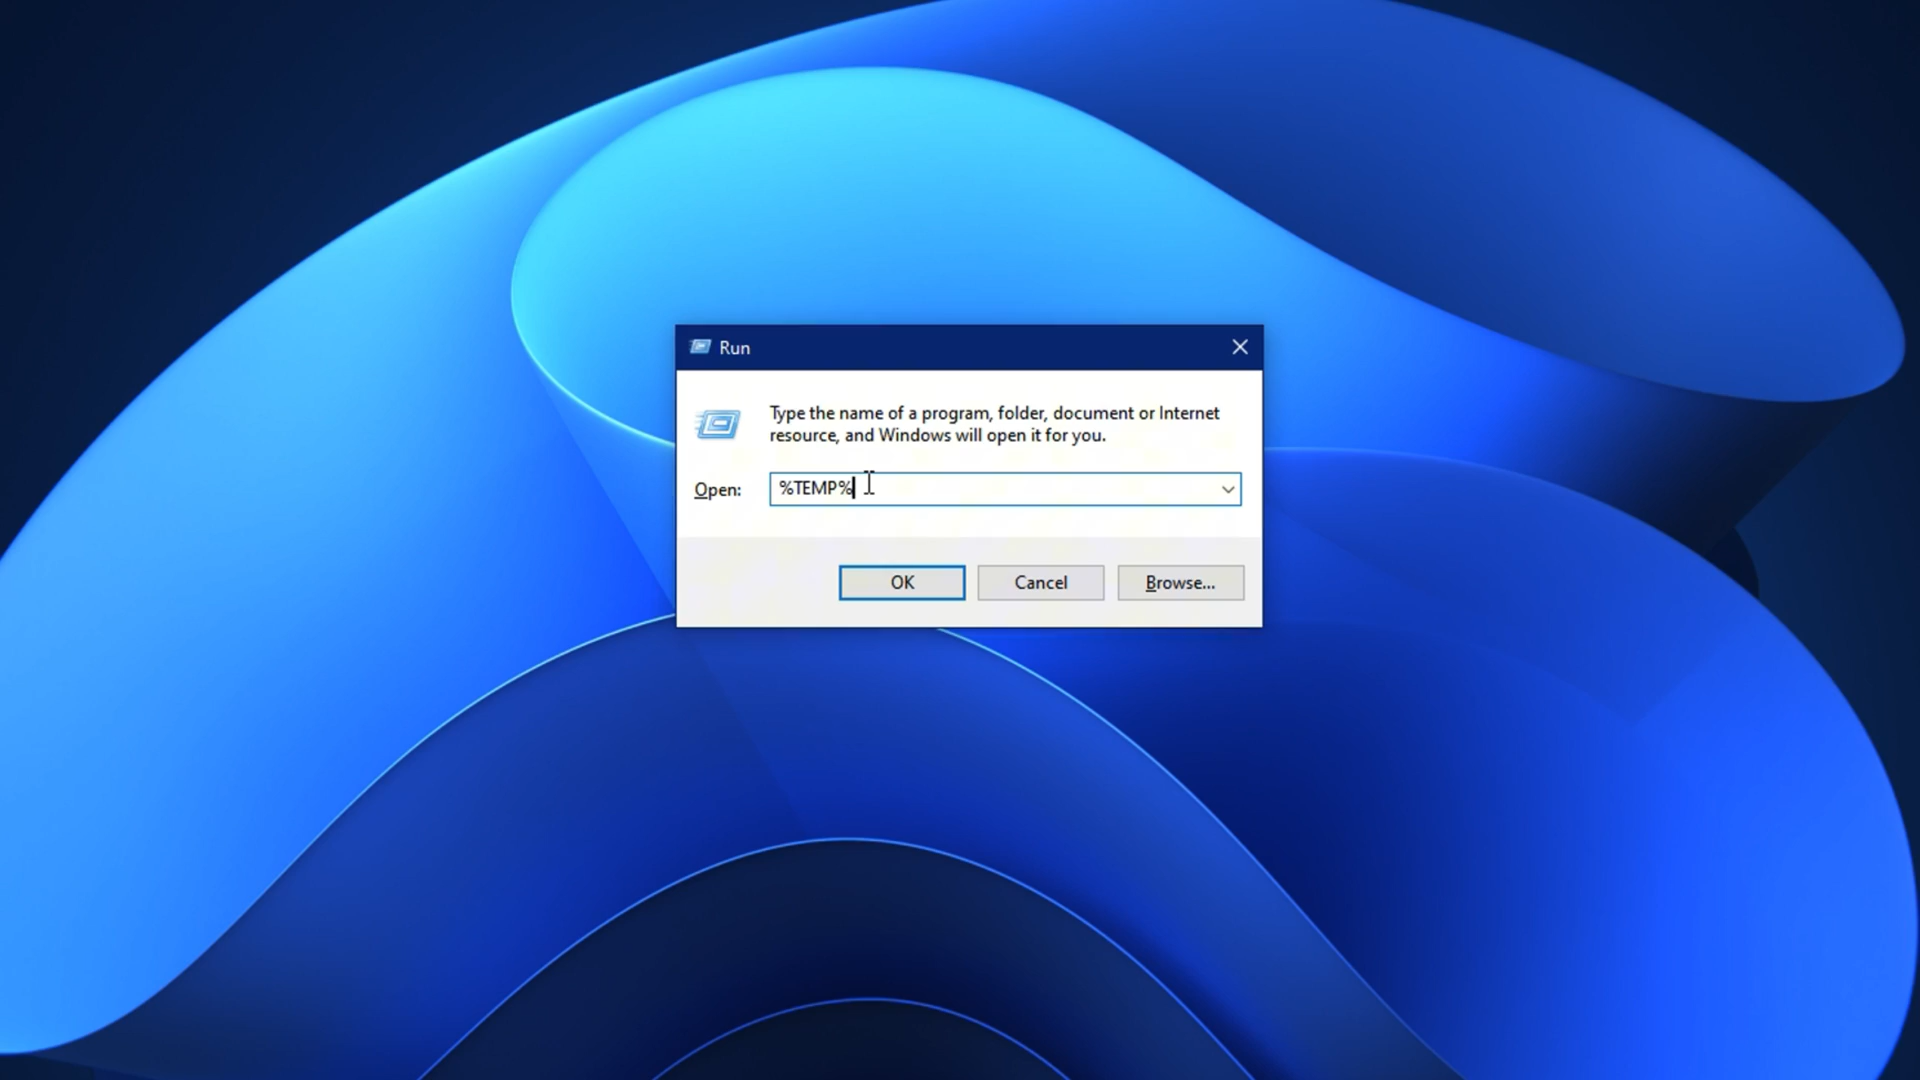 Run
Type the name of a program, folder, document or Internet
resource, and Windows will open it for you.
Open: %TEMP%
OK Cancel Browse...